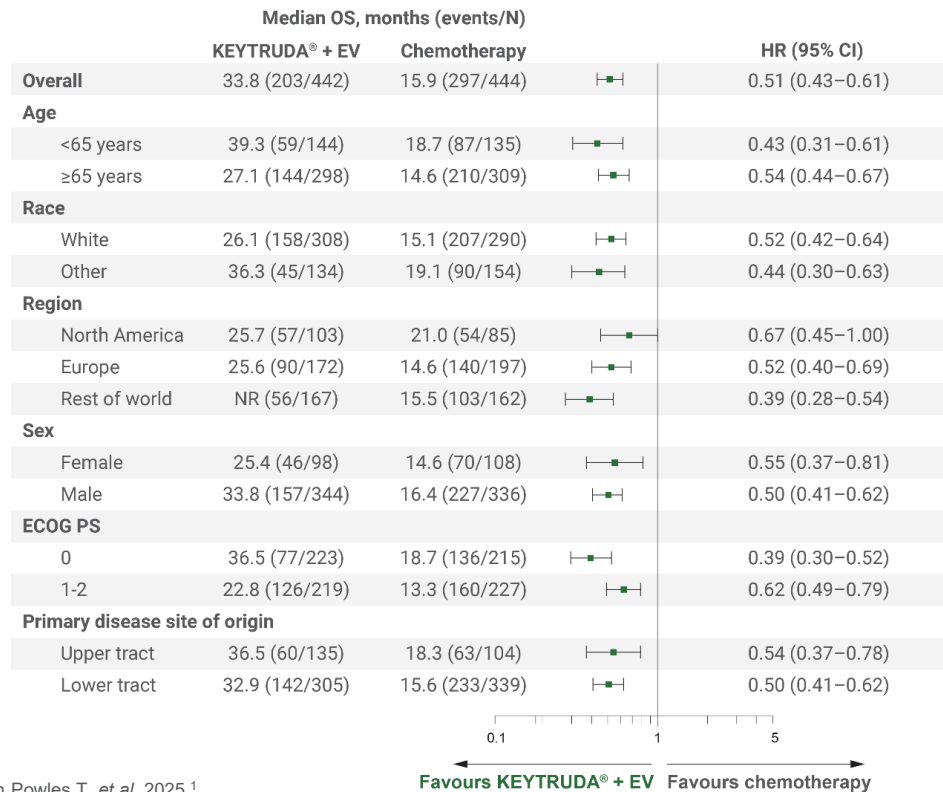 Median OS, months (events/N)
KEYTRUDA® + EV Chemotherapy HR (95% CI)
Overall 33.8 (203/442) 15.9 (297/444) 0.51 (0.43–0.61)
Age
<65 years 39.3 (59/144) 18.7 (87/135) 0.43 (0.31–0.61)
≥65 years 27.1 (144/298) 14.6 (210/309) 0.54 (0.44–0.67)
Race
White 26.1 (158/308) 15.1 (207/290) 0.52 (0.42–0.64)
Other 36.3 (45/134) 19.1 (90/154) 0.44 (0.30–0.63)
Region
North America 25.7 (57/103) 21.0 (54/85) 0.67 (0.45–1.00)
Europe 25.6 (90/172) 14.6 (140/197) 0.52 (0.40–0.69)
Rest of world NR (56/167) 15.5 (103/162) 0.39 (0.28–0.54)
Sex
Female 25.4 (46/98) 14.6 (70/108) 0.55 (0.37–0.81)
Male 33.8 (157/344) 16.4 (227/336) 0.50 (0.41–0.62)
ECOG PS
0 36.5 (77/223) 18.7 (136/215) 0.39 (0.30–0.52)
1-2 22.8 (126/219) 13.3 (160/227) 0.62 (0.49–0.79)
Primary disease site of origin
Upper tract 36.5 (60/135) 18.3 (63/104) 0.54 (0.37–0.78)
Lower tract 32.9 (142/305) 15.6 (233/339) 0.50 (0.41–0.62)
0.1 1 5
Favours KEYTRUDA® + EV Favours chemotherapy
Powles T, et al. 2025.1